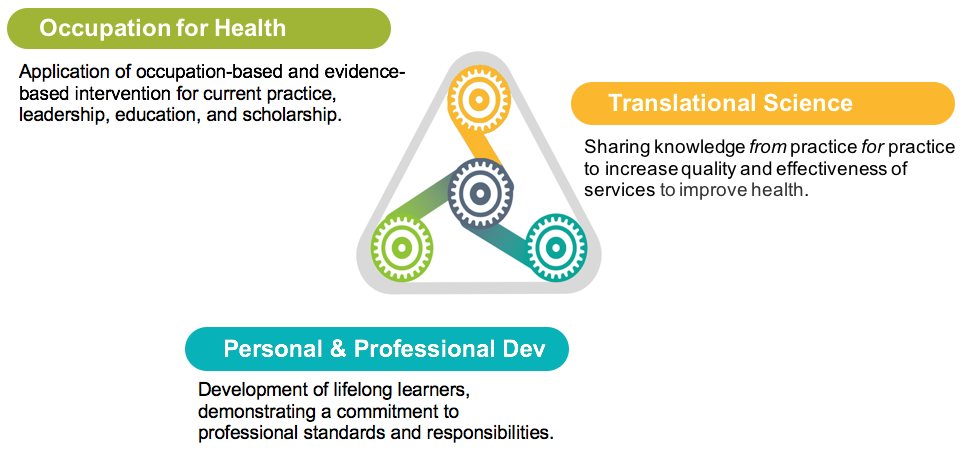 Occupation for Health
Application of occupation-based and evidence-
based intervention for current practice,
leadership, education, and scholarship.
Translational Science
Sharing knowledge from practice for practice
to increase quality and effectiveness of
services to improve health.
Personal & Professional Dev
Development of lifelong learners,
demonstrating a commitment to
professional standards and responsibilities.